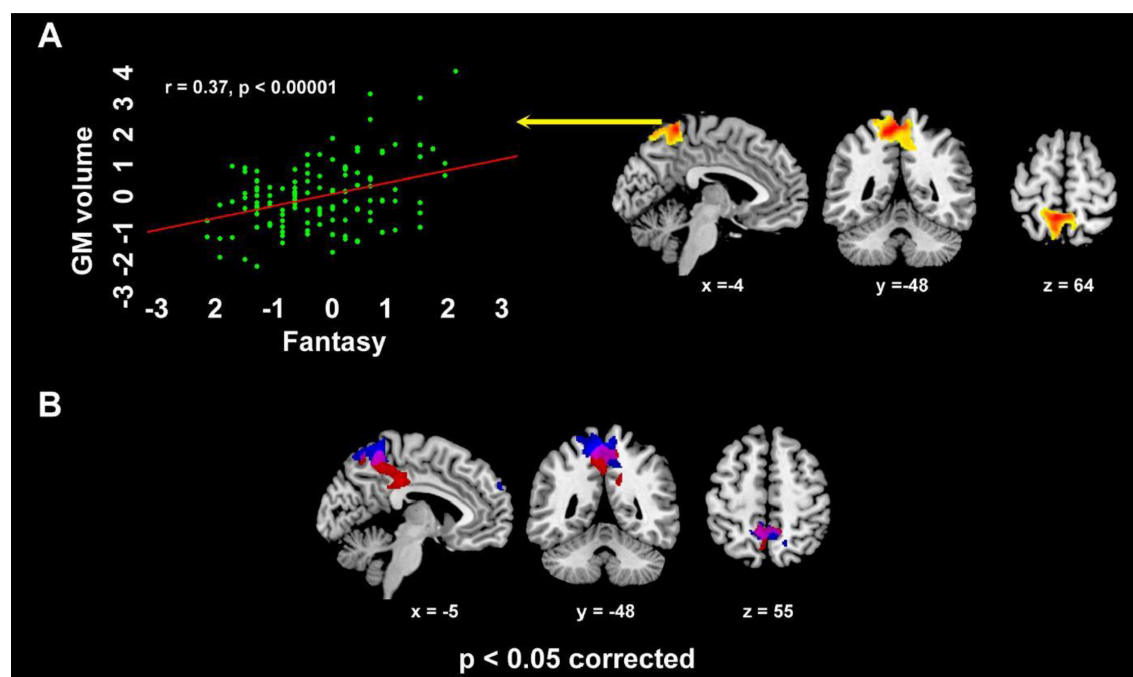 A
r = 0.37, p < 0.00001
GM volume
-3 -2 -1 0 1 2 3 4
-3 2 -1 0 1 2 3
Fantasy
x =-4 y =-48 z = 64
B
x = -5 y = -48 z = 55
p < 0.05 corrected